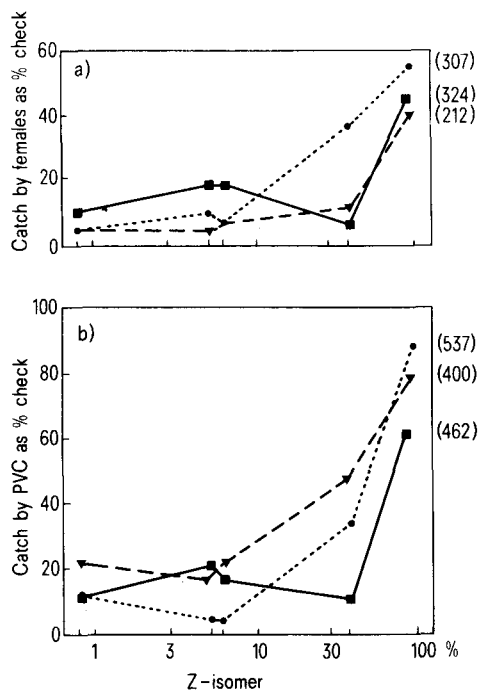 60
a)
(307)
(324)
(212)
40
20
0
Catch by females as % check
100
b)
(537)
(400)
(462)
80
60
40
20
0
Catch by PVC as % check
1 3 5 10 30 100 %
Z-isomer